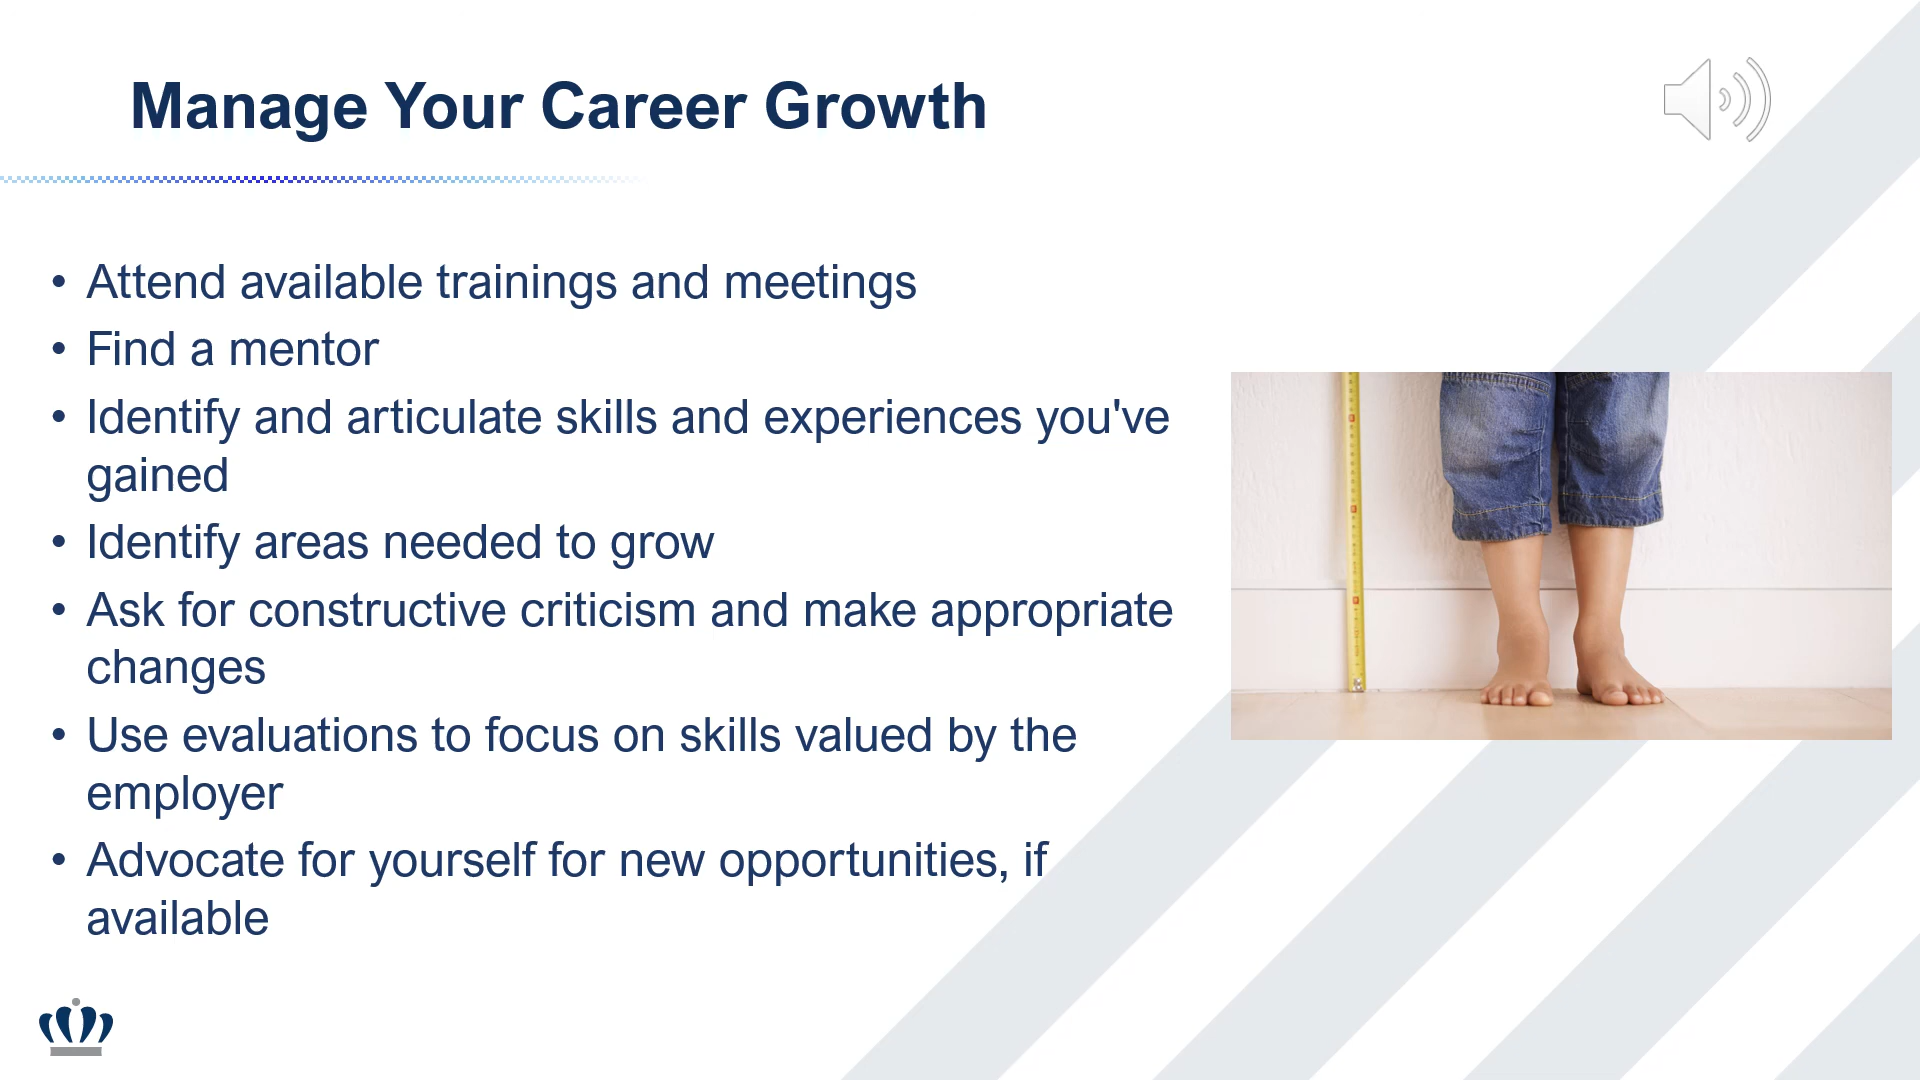 Manage Your Career Growth
• Attend available trainings and meetings
• Find a mentor
• Identify and articulate skills and experiences you've
gained
• Identify areas needed to grow
• Ask for constructive criticism and make appropriate
changes
• Use evaluations to focus on skills valued by the
employer
• Advocate for yourself for new opportunities, if
available